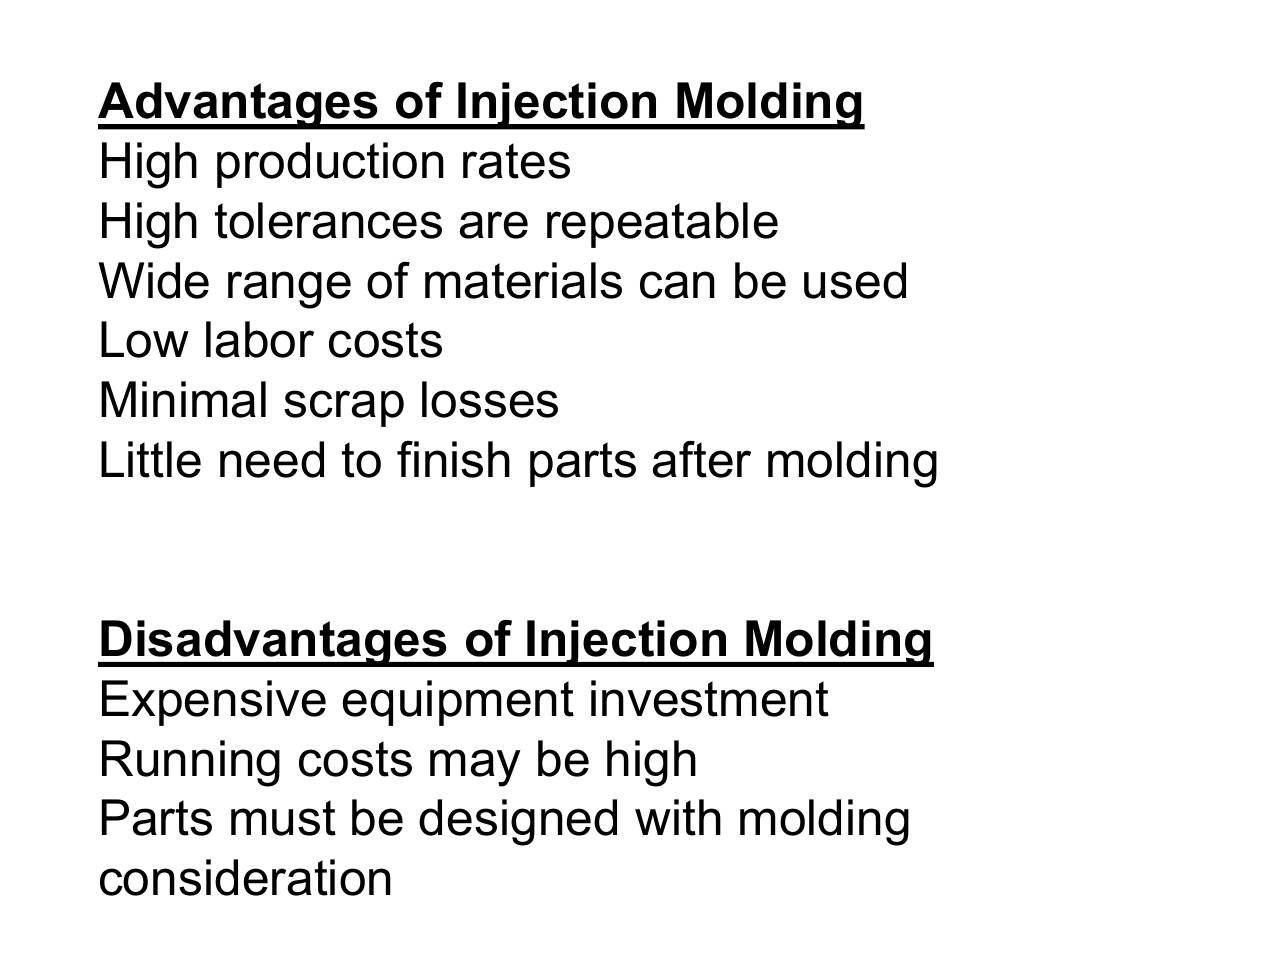 Advantages of Injection Molding
High production rates
High tolerances are repeatable
Wide range of materials can be used
Low labor costs
Minimal scrap losses
Little need to finish parts after molding
Disadvantages of Injection Molding
Expensive equipment investment
Running costs may be high
Parts must be designed with molding
consideration